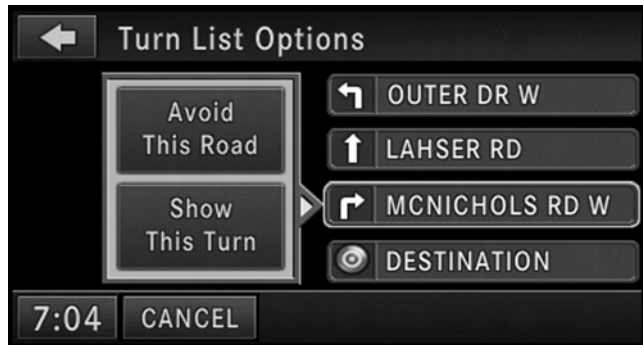 Turn List Options
Avoid
This Road
Show
This Turn
OUTER DR W
LAHSER RD
MCNICHOLS RD W
DESTINATION
7:04
CANCEL